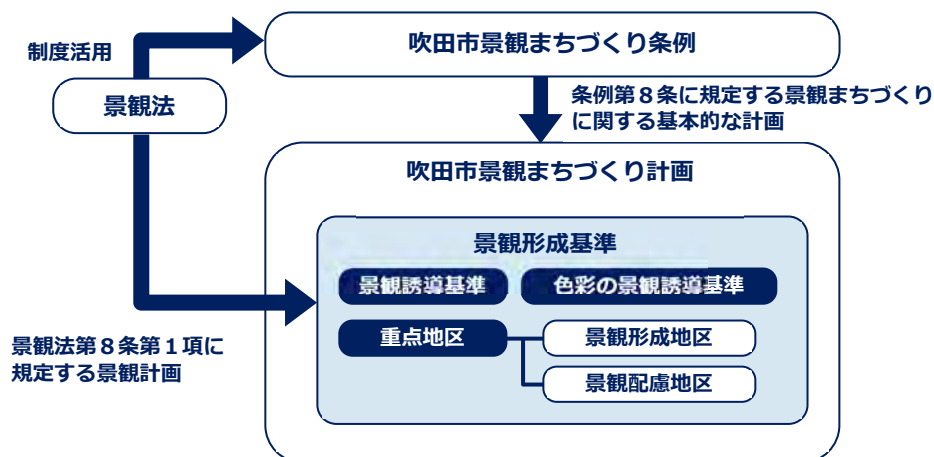 吹田市景観まちづくり条例
制度活用
景観法
条例第８条に規定する景観まちづくり
に関する基本的な計画
吹田市景観まちづくり計画
景観形成基準
景観誘導基準
色彩の景観誘導基準
重点地区
景観形成地区
景観配慮地区
景観法第８条第１項に
規定する景観計画